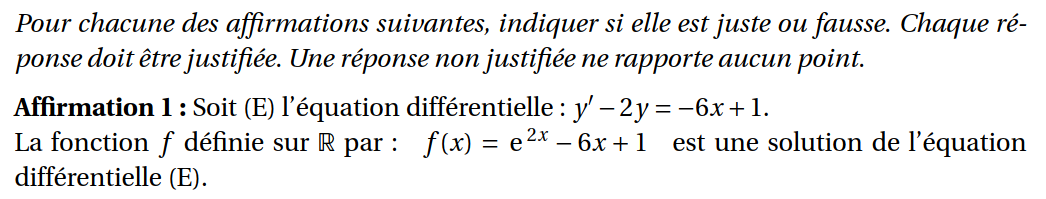 Pour chacune des affirmations suivantes, indiquer si elle est juste ou fausse. Chaque ré-
ponse doit être justifiée. Une réponse non justifiée ne rapporte aucun point.
Affirmation 1 : Soit (E) l'équation différentielle : y′ − 2y = −6x + 1.
La fonction f définie sur ℝ par : f(x) = e²ˣ − 6x + 1 est une solution de l'équation
différentielle (E).